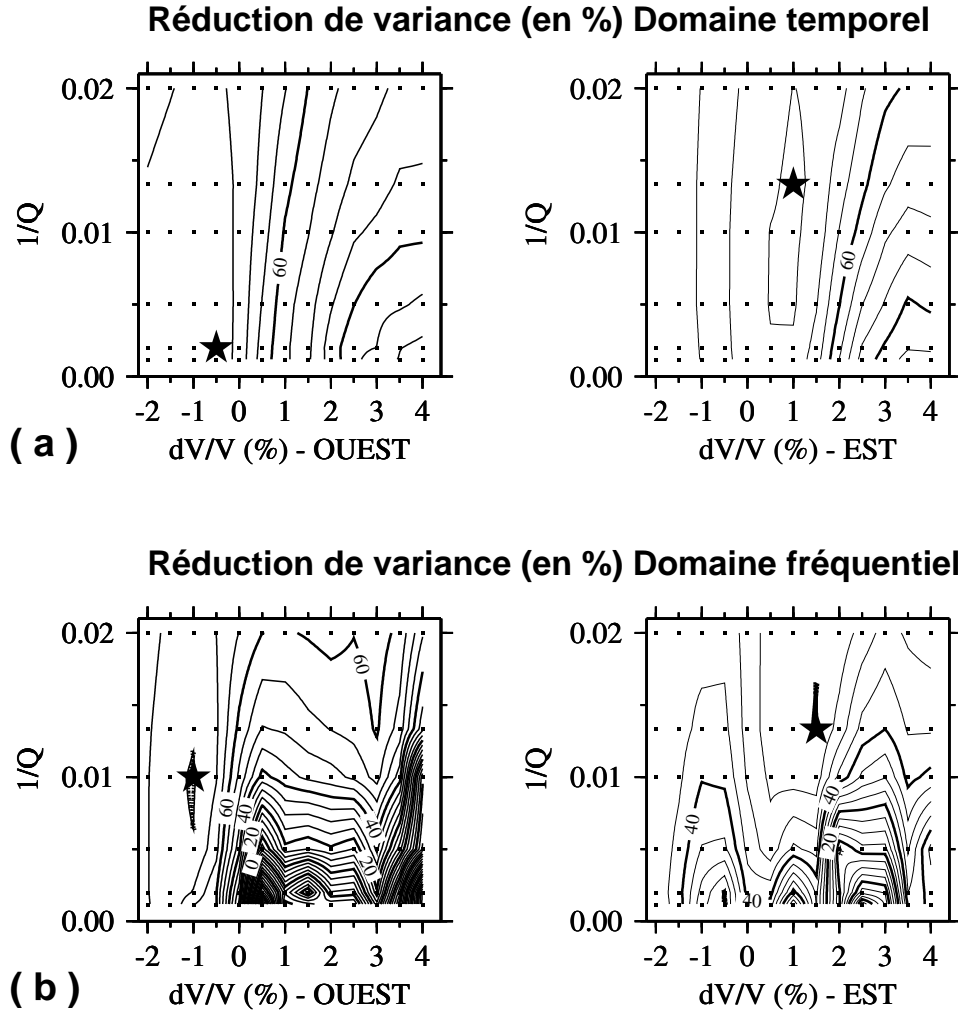 Réduction de variance (en %) Domaine temporel
0.02
0.01
0.00
1/Q
60
-2 -1 0 1 2 3 4
dV/V (%) - OUEST
0.02
0.01
0.00
1/Q
60
-2 -1 0 1 2 3 4
dV/V (%) - EST
( a )
Réduction de variance (en %) Domaine fréquentiel
0.02
0.01
0.00
1/Q
60
60
40
20
0
40
20
-2 -1 0 1 2 3 4
dV/V (%) - OUEST
0.02
0.01
0.00
1/Q
40
40
20
40
-2 -1 0 1 2 3 4
dV/V (%) - EST
( b )